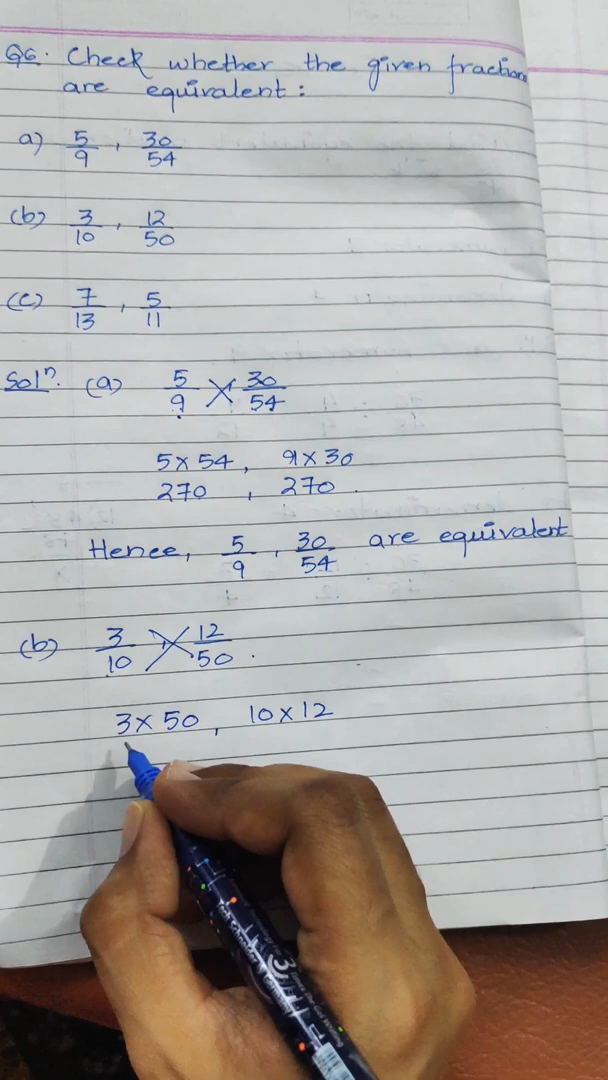 Q6. Check whether the given fractions
are equivalent:
a) 5/9 , 30/54
(b) 3/10 , 12/50
(c) 7/13 , 5/11
Solⁿ. (a) 5/9 × 30/54
5 × 54 , 9 × 30
270 , 270.
Hence, 5/9 , 30/54 are equivalent
(b) 3/10 × 12/50.
3 × 50 , 10 × 12